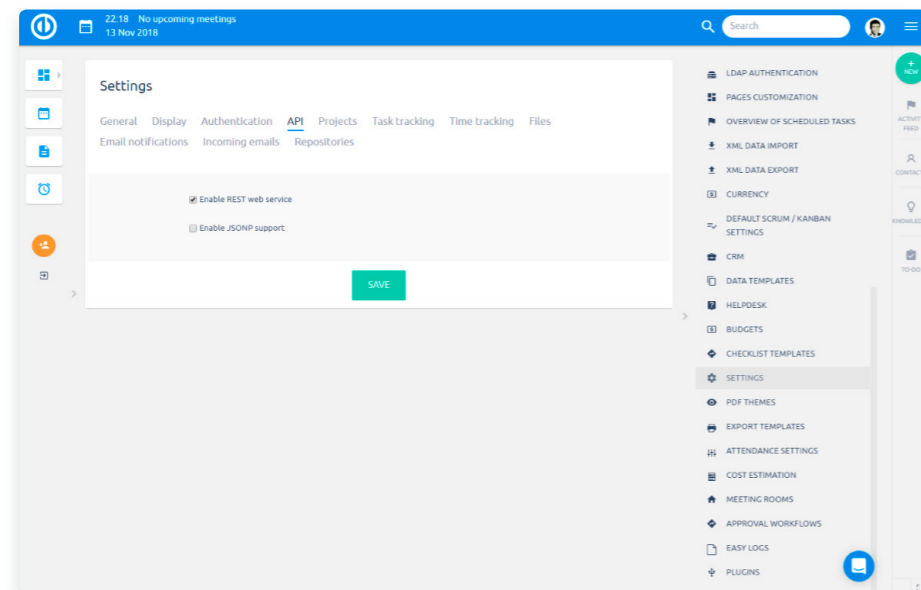 22.18 No upcoming meetings
13 Nov 2018
Search
Settings
General Display Authentication API Projects Task tracking Time tracking Files
Email notifications Incoming emails Repositories
Enable REST web service
Enable JSONP support
SAVE
LDAP AUTHENTICATION
PAGES CUSTOMIZATION
OVERVIEW OF SCHEDULED TASKS
XML DATA IMPORT
XML DATA EXPORT
CURRENCY
DEFAULT SCRUM / KANBAN
SETTINGS
CRM
DATA TEMPLATES
HELPDESK
BUDGETS
CHECKLIST TEMPLATES
SETTINGS
PDF THEMES
EXPORT TEMPLATES
ATTENDANCE SETTINGS
COST ESTIMATION
MEETING ROOMS
APPROVAL WORKFLOWS
EASY LOGS
PLUGINS
+
NEW
ACTIVIT
FEED
CONTAC
KNOWLED
TO-DO